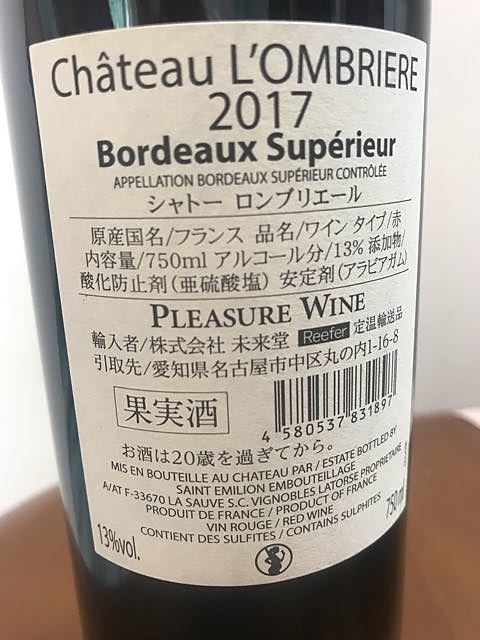 Château L'OMBRIERE
2017
Bordeaux Supérieur
APPELLATION BORDEAUX SUPÉRIEUR CONTRÔLÉE
シャトー ロンブリエール
原産国名/フランス 品名/ワイン タイプ/赤
内容量/750ml アルコール分/13% 添加物/
酸化防止剤(亜硫酸塩) 安定剤(アラビアガム)
PLEASURE WINE
輸入者/株式会社 未来堂 Reefer 定温輸送品
引取先/愛知県名古屋市中区丸の内1-16-8
果実酒
4 580537 831897
お酒は20歳を過ぎてから。
MIS EN BOUTEILLE AU CHATEAU PAR / ESTATE BOTTLED BY
SAINT EMILION EMBOUTEILLAGE
A/AT F-33670 LA SAUVE S.C. VIGNOBLES LATORSE PROPRIETAIRE
PRODUIT DE FRANCE / PRODUCT OF FRANCE
VIN ROUGE / RED WINE
13%vol.
750m
CONTIENT DES SULFITES / CONTAINS SULPHITES